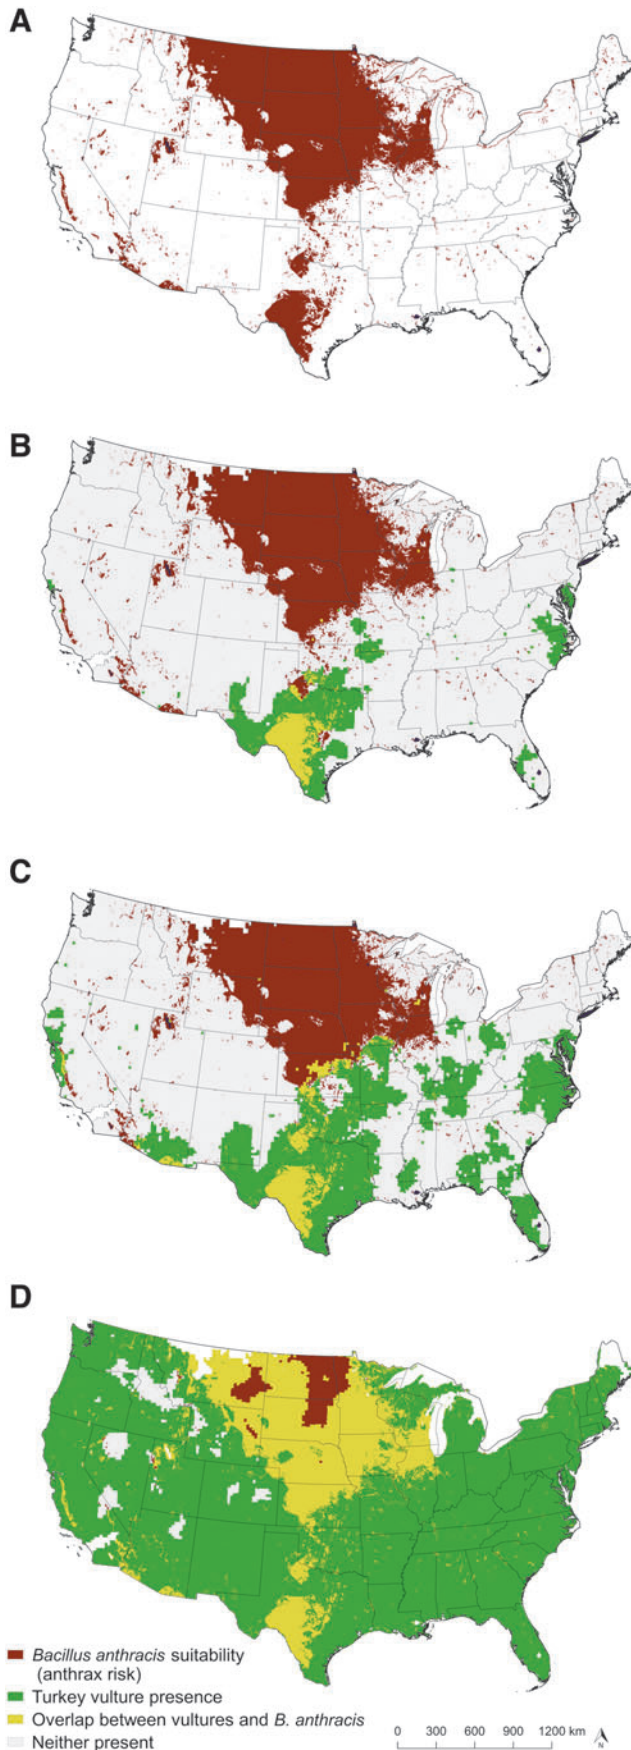 A
B
C
D
Bacillus anthracis suitability
(anthrax risk)
Turkey vulture presence
Overlap between vultures and B. anthracis
Neither present
0 300 600 900 1200 km
N